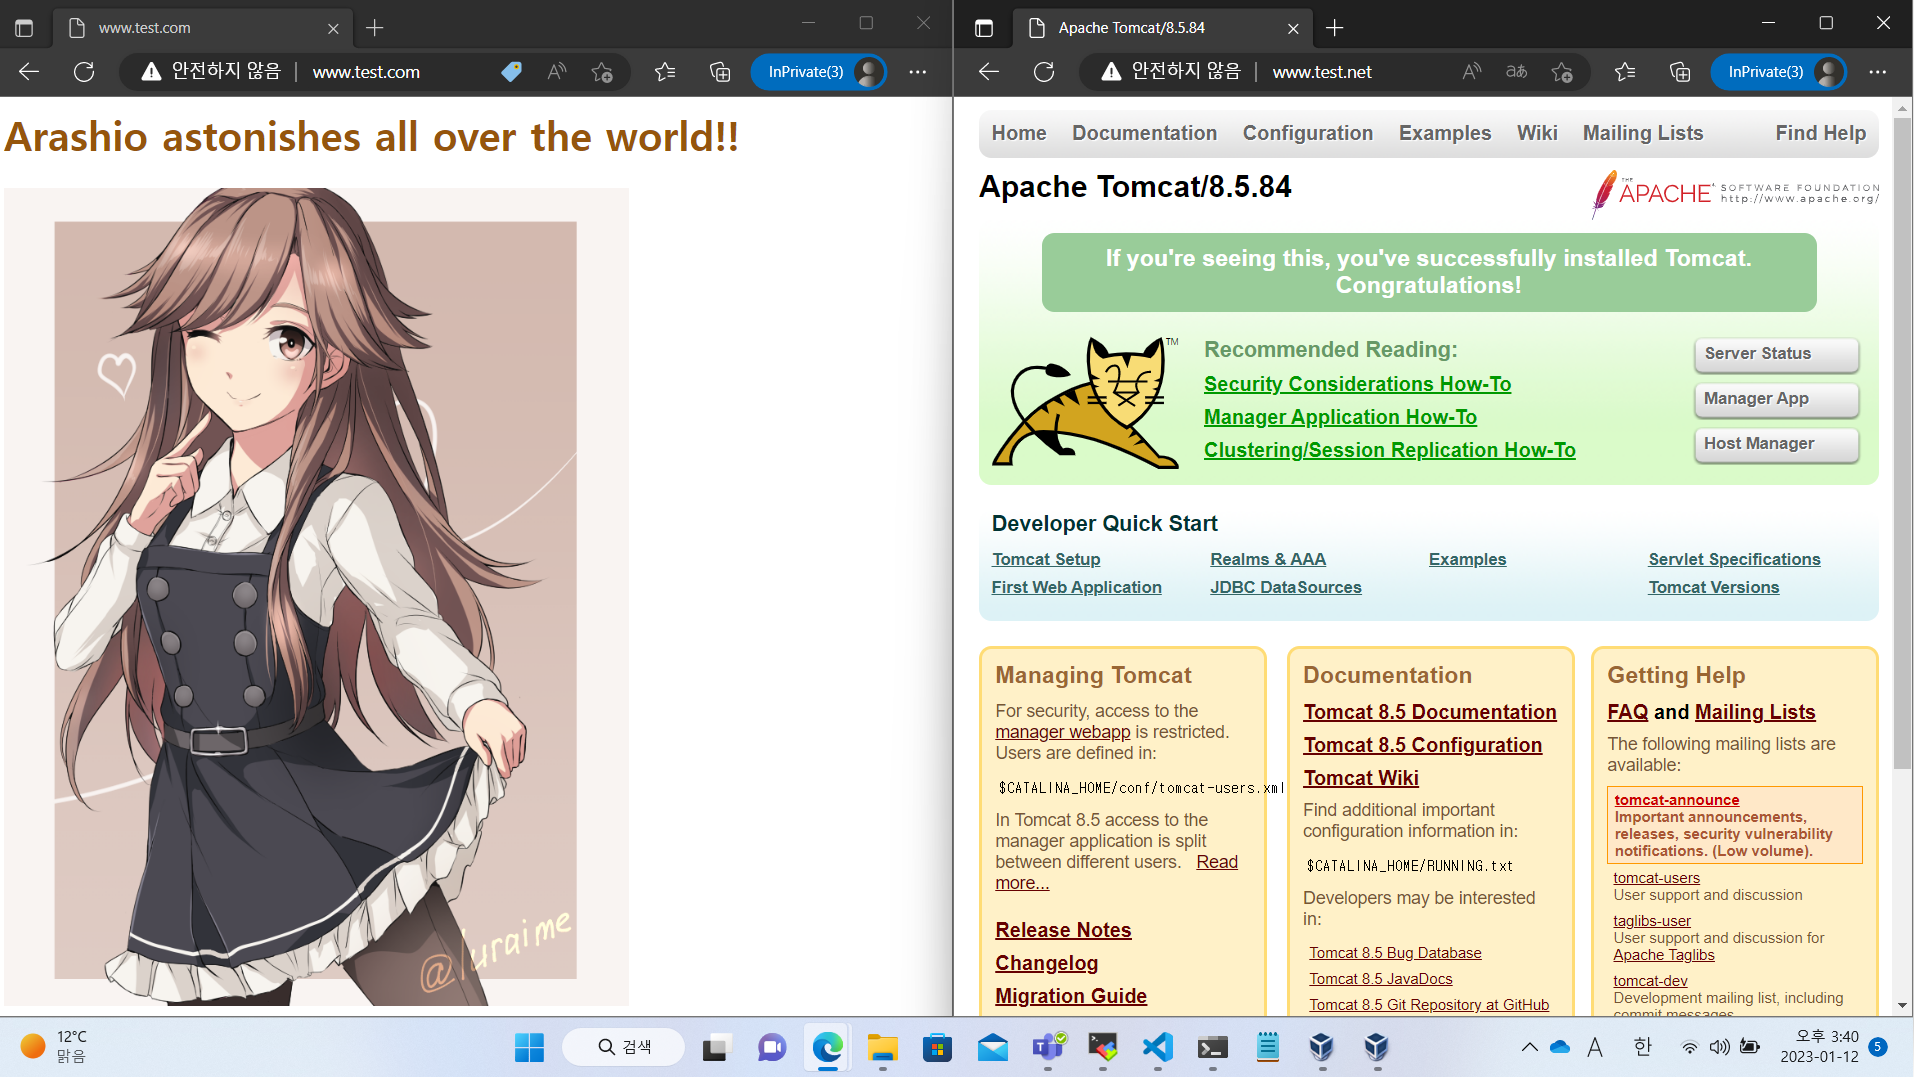 www.test.com
안전하지 않음
www.test.com
InPrivate(3)
Arashio astonishes all over the world!!
@luraime
Apache Tomcat/8.5.84
안전하지 않음
www.test.net
InPrivate(3)
Home Documentation Configuration Examples Wiki Mailing Lists Find Help
Apache Tomcat/8.5.84
THE APACHE SOFTWARE FOUNDATION
http://www.apache.org/
If you're seeing this, you've successfully installed Tomcat.
Congratulations!
TM
Recommended Reading:
Security Considerations How-To
Manager Application How-To
Clustering/Session Replication How-To
Server Status
Manager App
Host Manager
Developer Quick Start
Tomcat Setup
First Web Application
Realms & AAA
JDBC DataSources
Examples
Servlet Specifications
Tomcat Versions
Managing Tomcat
For security, access to the
manager webapp is restricted.
Users are defined in:
$CATALINA_HOME/conf/tomcat-users.xml
In Tomcat 8.5 access to the
manager application is split
between different users. Read
more...
Release Notes
Changelog
Migration Guide
Documentation
Tomcat 8.5 Documentation
Tomcat 8.5 Configuration
Tomcat Wiki
Find additional important
configuration information in:
$CATALINA_HOME/RUNNING.txt
Developers may be interested
in:
Tomcat 8.5 Bug Database
Tomcat 8.5 JavaDocs
Tomcat 8.5 Git Repository at GitHub
Getting Help
FAQ and Mailing Lists
The following mailing lists are
available:
tomcat-announce
Important announcements,
releases, security vulnerability
notifications. (Low volume).
tomcat-users
User support and discussion
taglibs-user
User support and discussion for
Apache Taglibs
tomcat-dev
Development mailing list, including
commit messages
12°C
맑음
검색
A
한
오후 3:40
2023-01-12
5